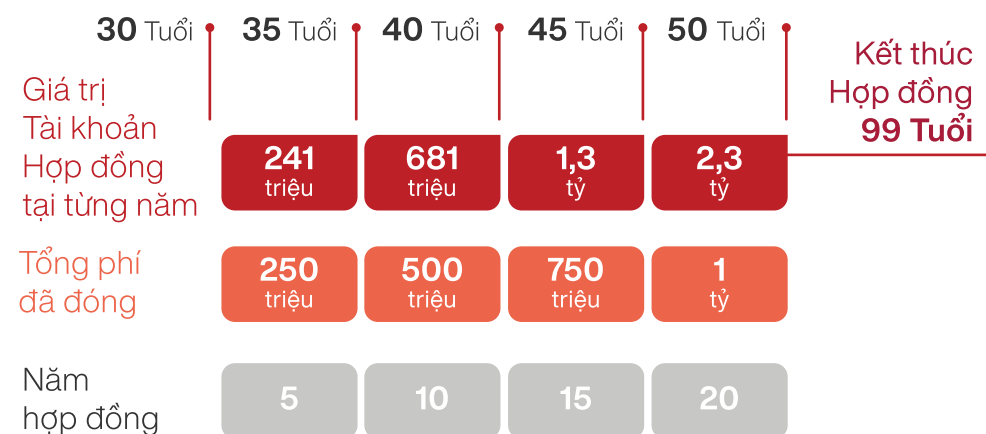 30 Tuổi 35 Tuổi 40 Tuổi 45 Tuổi 50 Tuổi
Kết thúc
Hợp đồng
99 Tuổi
Giá trị
Tài khoản
Hợp đồng
tại từng năm
241 triệu
681 triệu
1,3 tỷ
2,3 tỷ
Tổng phí
đã đóng
250 triệu
500 triệu
750 triệu
1 tỷ
Năm
hợp đồng
5 10 15 20